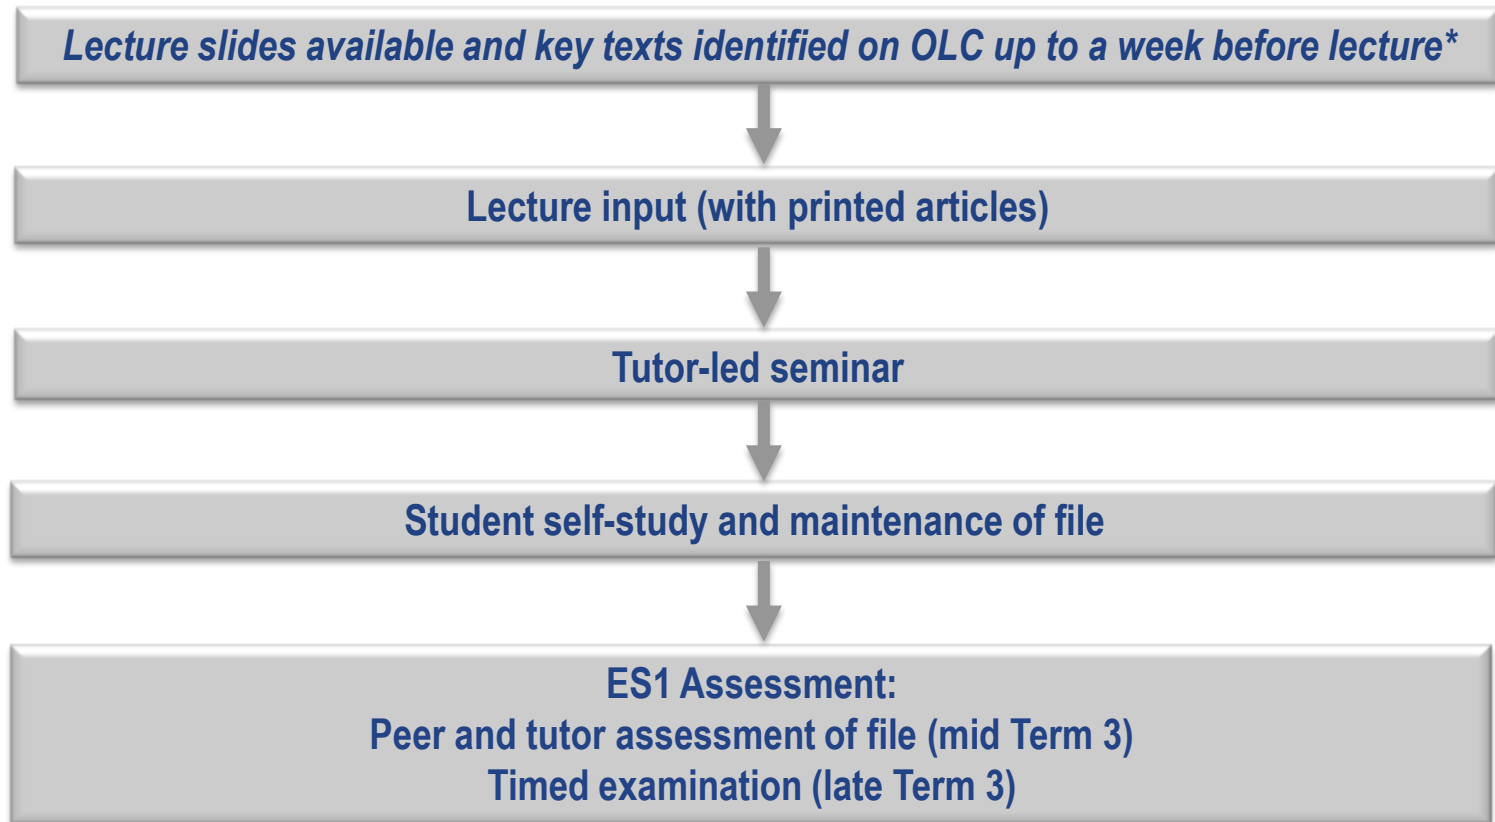 Lecture slides available and key texts identified on OLC up to a week before lecture*
Lecture input (with printed articles)
Tutor-led seminar
Student self-study and maintenance of file
ES1 Assessment:
Peer and tutor assessment of file (mid Term 3)
Timed examination (late Term 3)